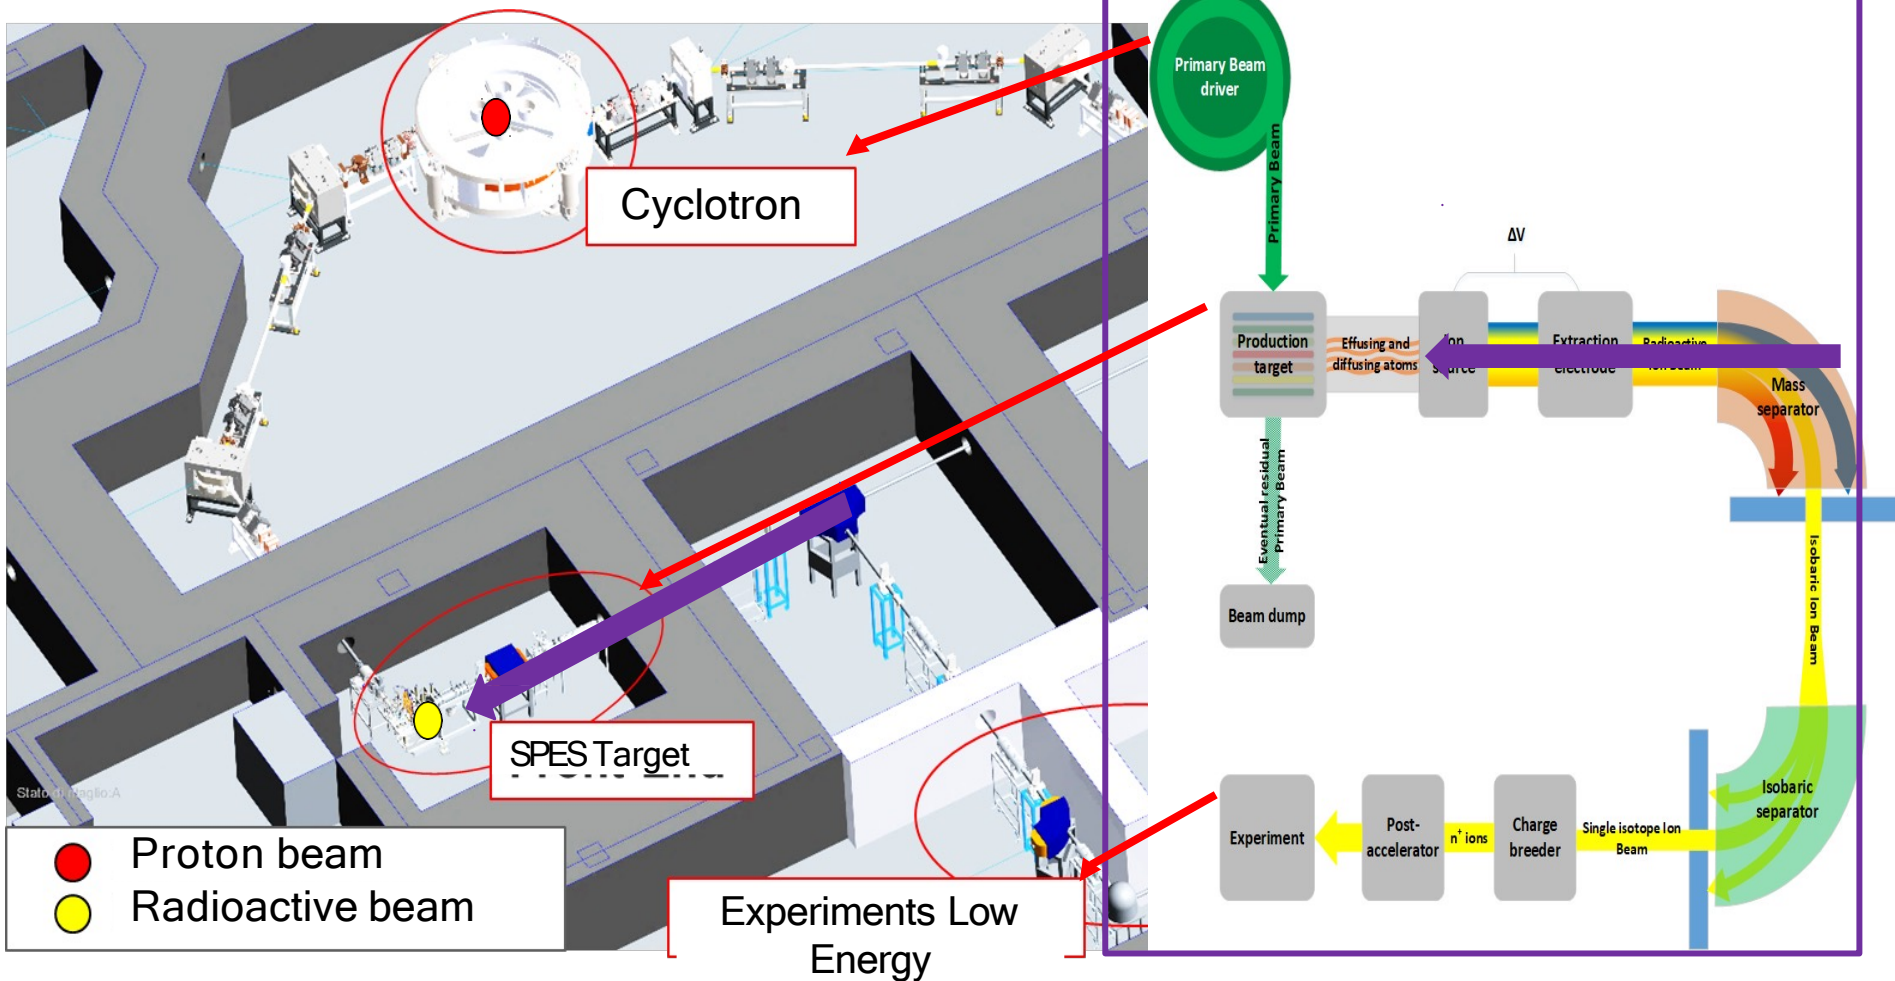 Cyclotron
SPES Target
Proton beam
Radioactive beam
Experiments Low
Energy
Primary Beam
driver
Primary Beam
ΔV
Production
target
Effusing and
diffusing atoms
Mass
separator
Eventual residual
Primary Beam
Beam dump
Isobaric Ion Beam
Isobaric
separator
Single isotope Ion
Beam
Charge
breeder
n⁺ ions
Post-
accelerator
Experiment